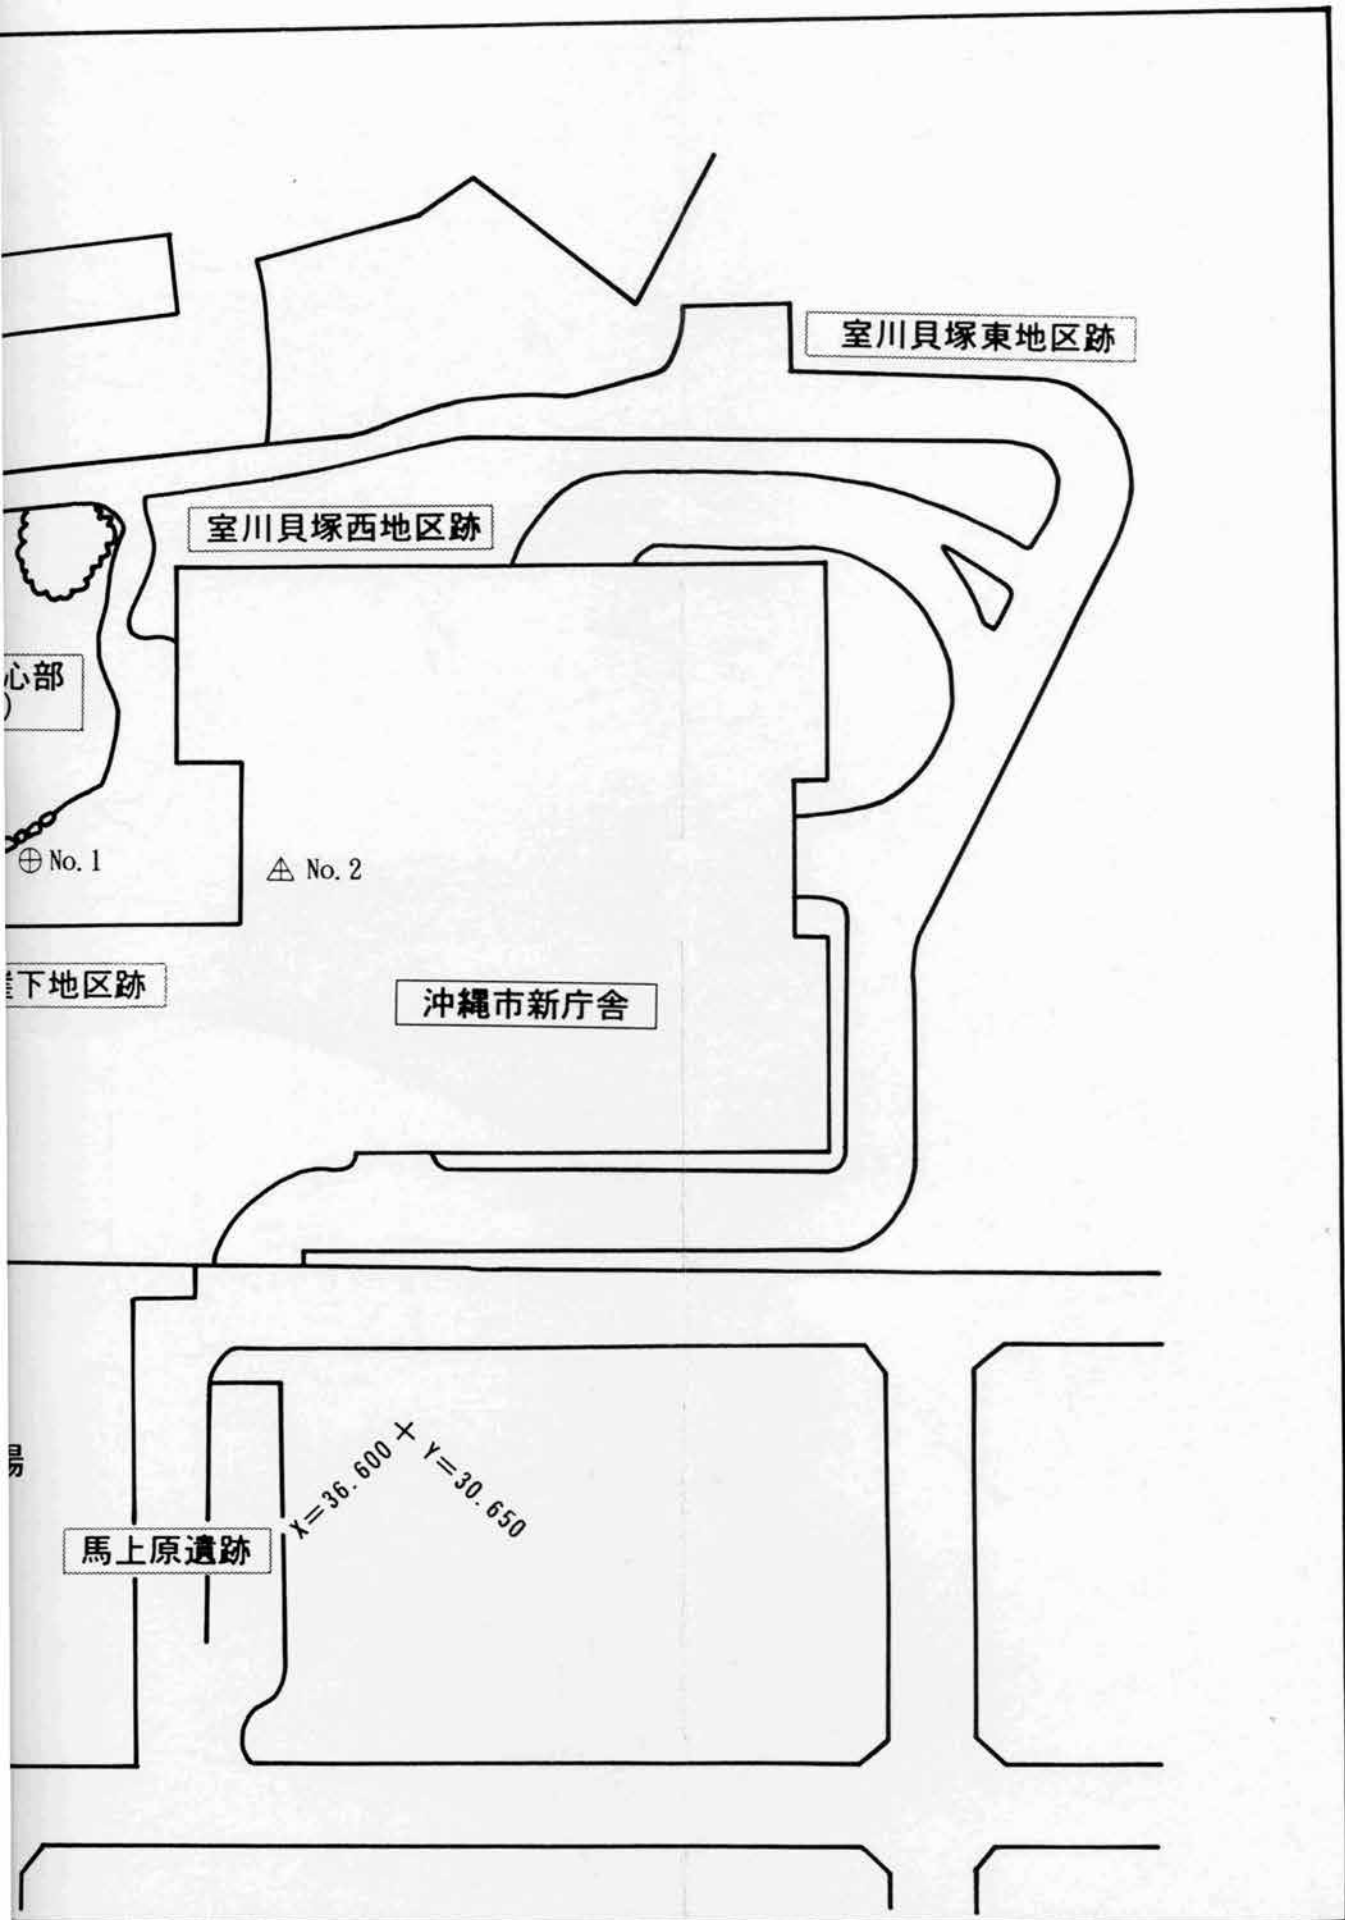 室川貝塚東地区跡
室川貝塚西地区跡
心部
)
No. 1
No. 2
下地区跡
沖縄市新庁舎
X=36.600
Y=30.650
馬上原遺跡